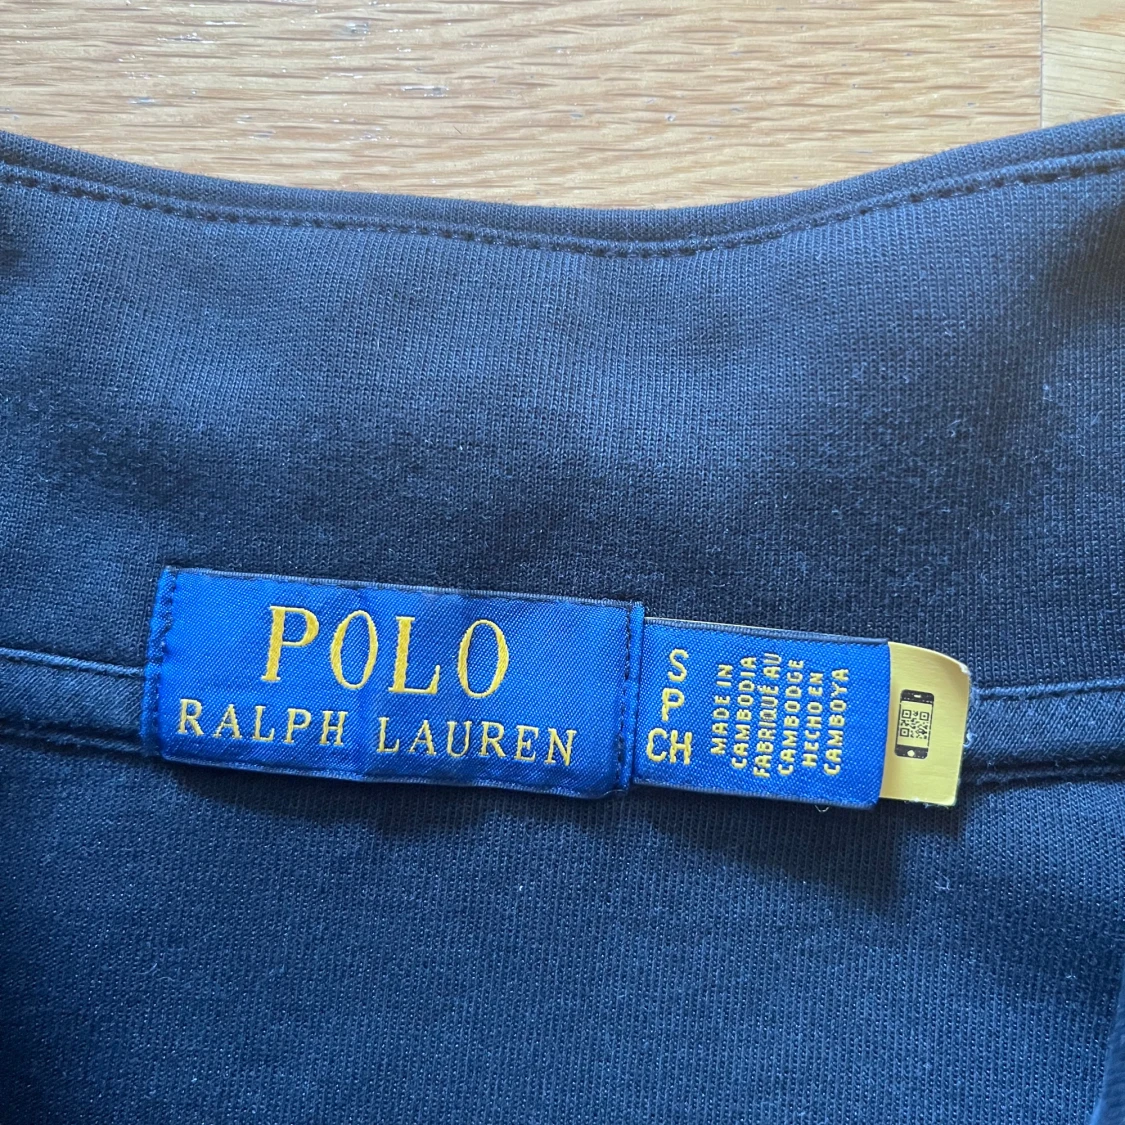 POLO
RALPH LAUREN
S
P
CH
MADE IN
CAMBODIA
FABRIQUÉ AU
CAMBODGE
HECHO EN
CAMBOYA